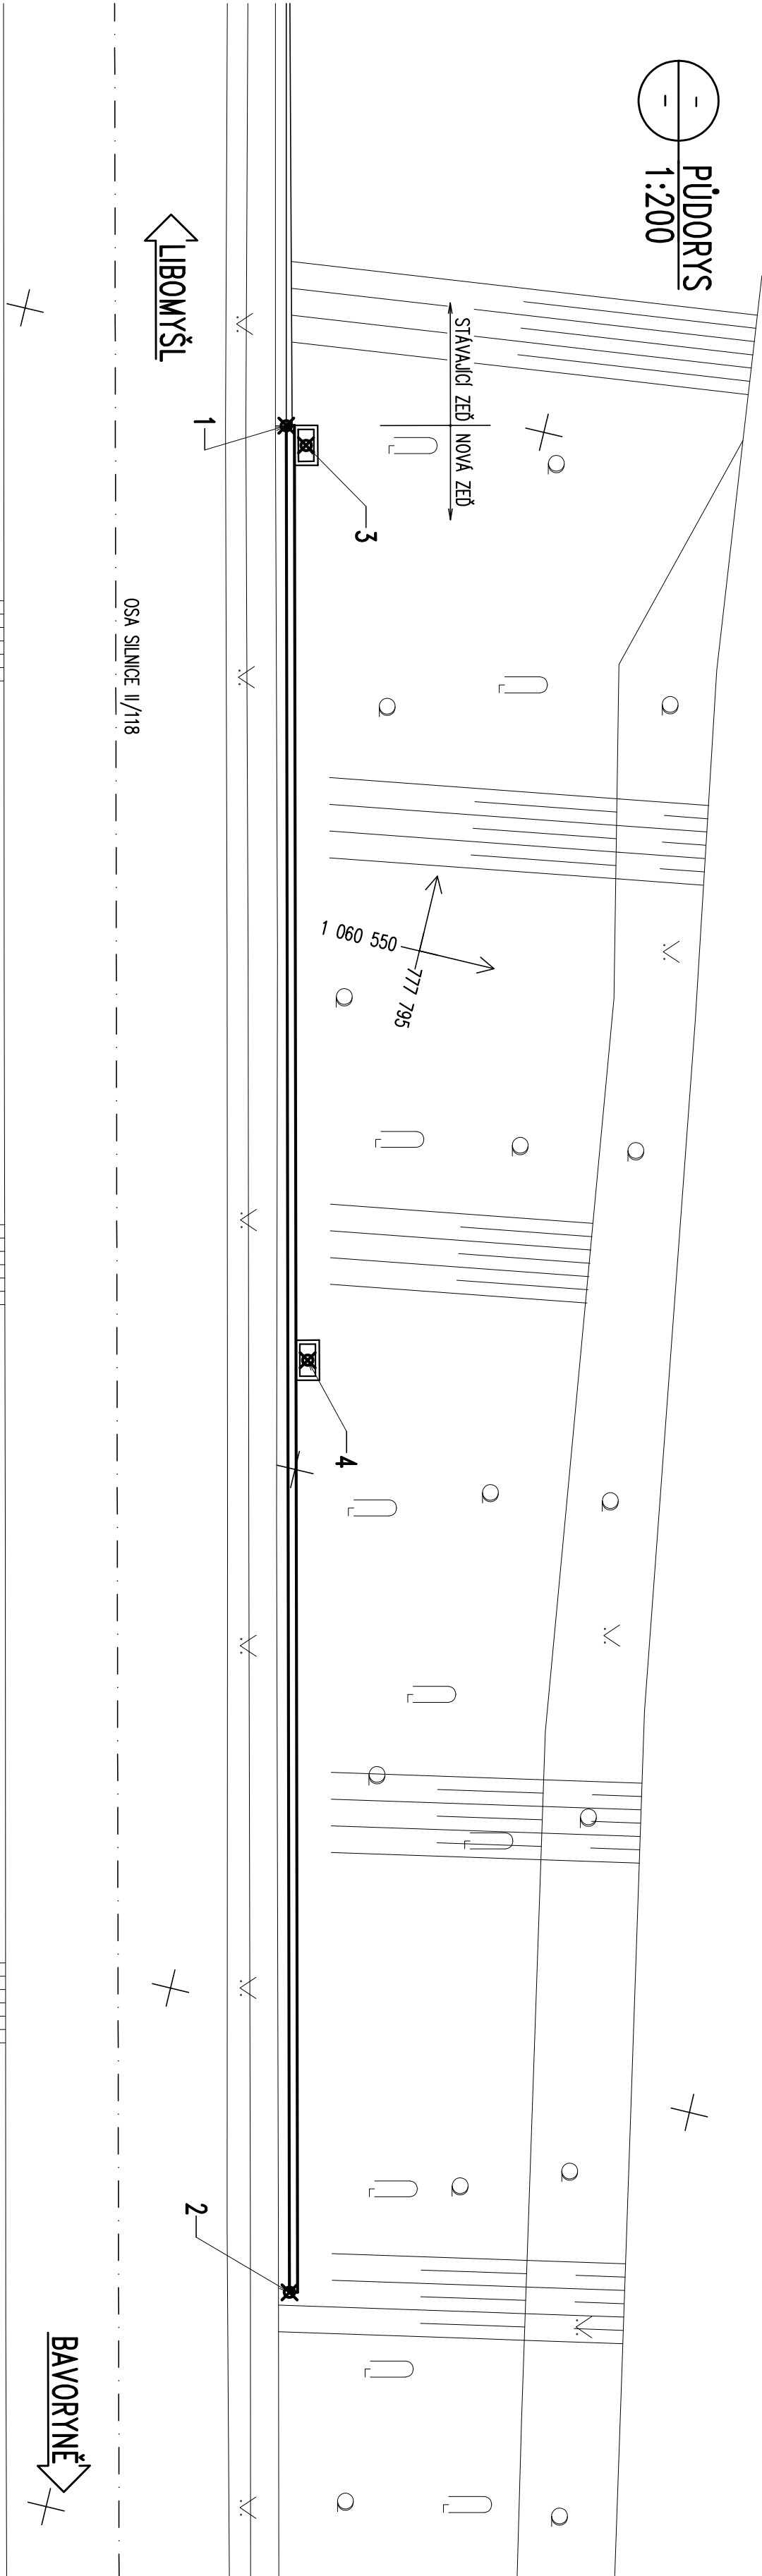 PŮDORYS
1:200
LIBOMYŠL
STÁVAJÍCÍ ZEĎ
NOVÁ ZEĎ
1
3
OSA SILNICE II/118
1 060 550
777 795
4
2
BAVORYNĚ